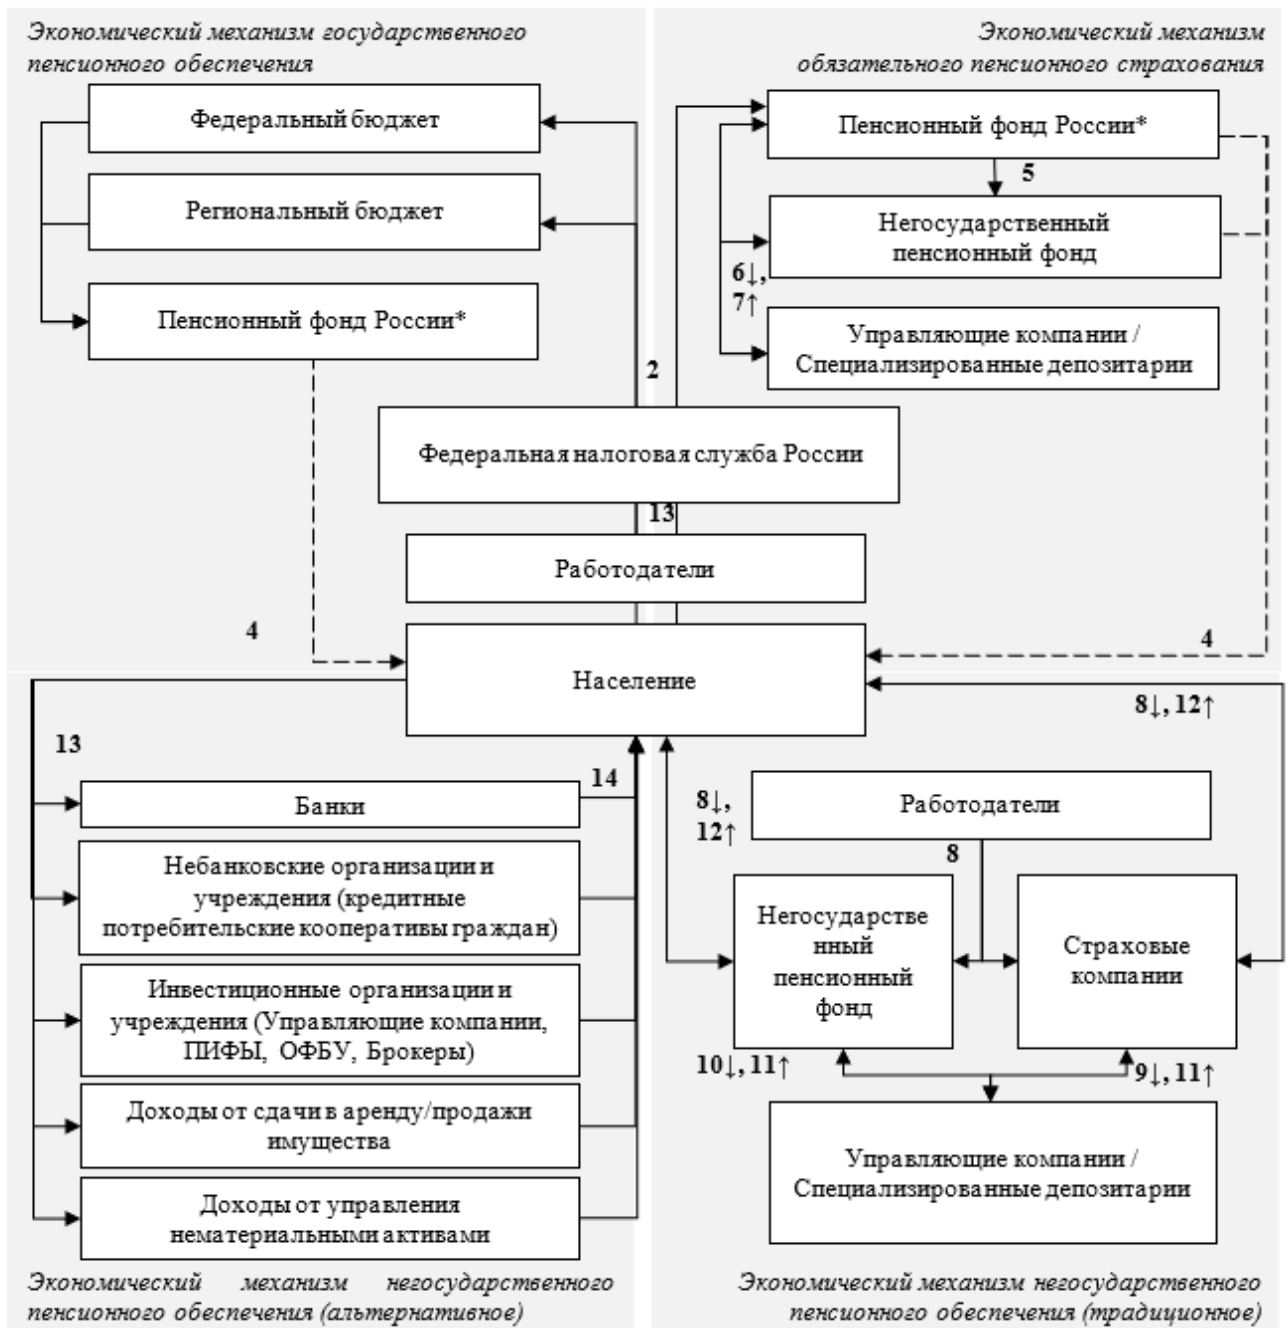 Экономический механизм государственного
пенсионного обеспечения
Федеральный бюджет
Региональный бюджет
Пенсионный фонд России*
Экономический механизм
обязательного пенсионного страхования
Пенсионный фонд России*
5
Негосударственный
пенсионный фонд
6↓,
7↑
Управляющие компании /
Специализированные депозитарии
2
Федеральная налоговая служба России
13
Работодатели
4
4
Население
8↓, 12↑
13
14
Банки
Небанковские организации и
учреждения (кредитные
потребительские кооперативы граждан)
Инвестиционные организации и
учреждения (Управляющие компании,
ПИФЫ, ОФБУ, Брокеры)
Доходы от сдачи в аренду/продажи
имущества
Доходы от управления
нематериальными активами
Экономический механизм негосударственного
пенсионного обеспечения (альтернативное)
8↓,
12↑
Работодатели
8
Негосударстве
нный
пенсионный
фонд
Страховые
компании
10↓, 11↑
9↓, 11↑
Управляющие компании /
Специализированные депозитарии
Экономический механизм негосударственного
пенсионного обеспечения (традиционное)